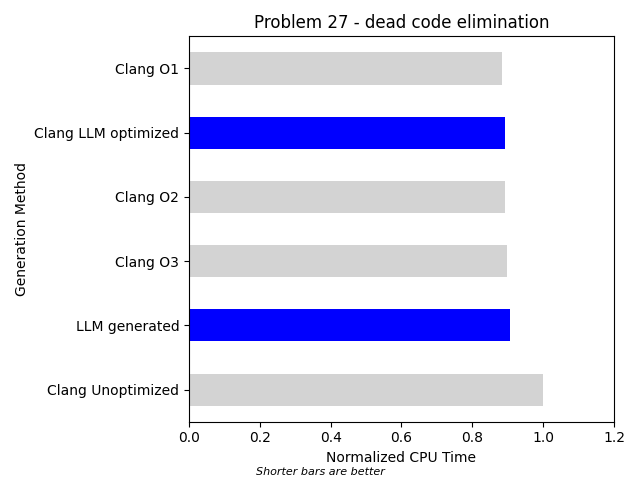 Problem 27 - dead code elimination
Clang O1
Clang LLM optimized
Clang O2
Clang O3
LLM generated
Clang Unoptimized
Generation Method
0.0 0.2 0.4 0.6 0.8 1.0 1.2
Normalized CPU Time
Shorter bars are better